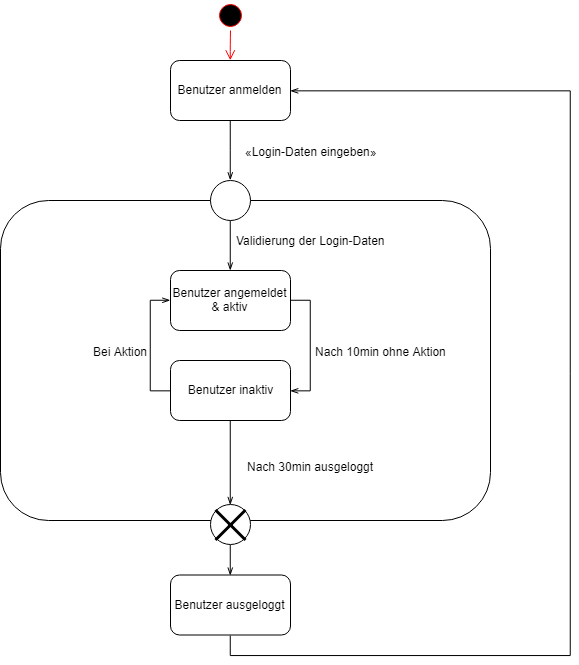 Benutzer anmelden
«Login-Daten eingeben»
Validierung der Login-Daten
Benutzer angemeldet
& aktiv
Bei Aktion
Nach 10min ohne Aktion
Benutzer inaktiv
Nach 30min ausgeloggt
Benutzer ausgeloggt